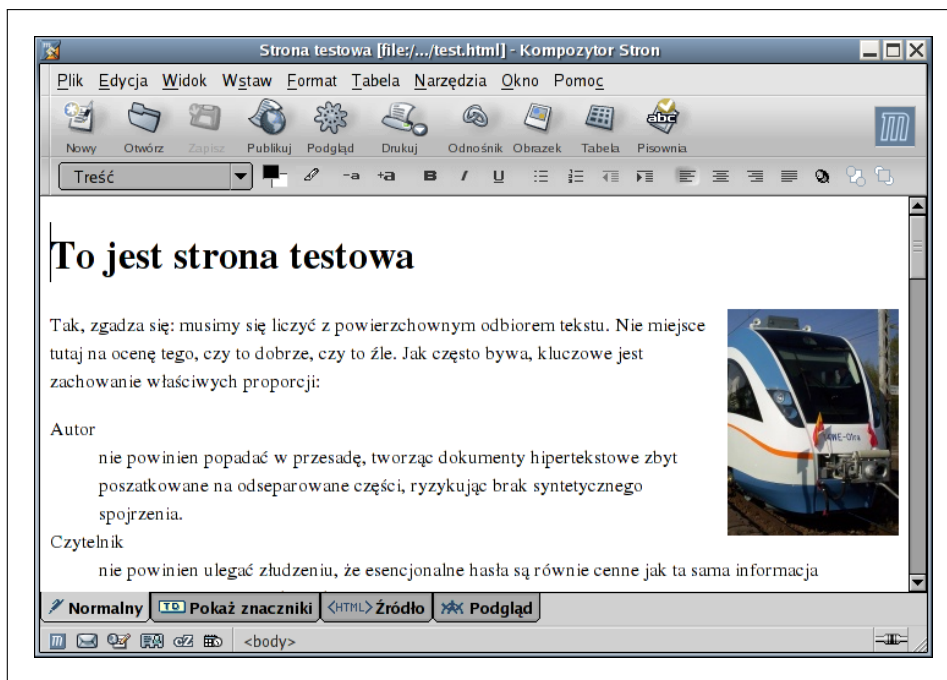 Strona testowa [file:/.../test.html] - Kompozytor Stron
Plik Edycja Widok Wstaw Format Tabela Narzędzia Okno Pomoc
Nowy Otwórz Zapisz Publikuj Podgląd Drukuj Odnośnik Obrazek Tabela Pisownia
Treść -a +a B I U
To jest strona testowa
Tak, zgadza się: musimy się liczyć z powierzchownym odbiorem tekstu. Nie miejsce
tutaj na ocenę tego, czy to dobrze, czy to źle. Jak często bywa, kluczowe jest
zachowanie właściwych proporcji:
Autor
nie powinien popadać w przesadę, tworząc dokumenty hipertekstowe zbyt
poszatkowane na odseparowane części, ryzykując brak syntetycznego
spojrzenia.
Czytelnik
nie powinien ulegać złudzeniu, że esencjonalne hasła są równie cenne jak ta sama informacja
Normalny TD Pokaż znaczniki <HTML> Źródło Podgląd
<body>